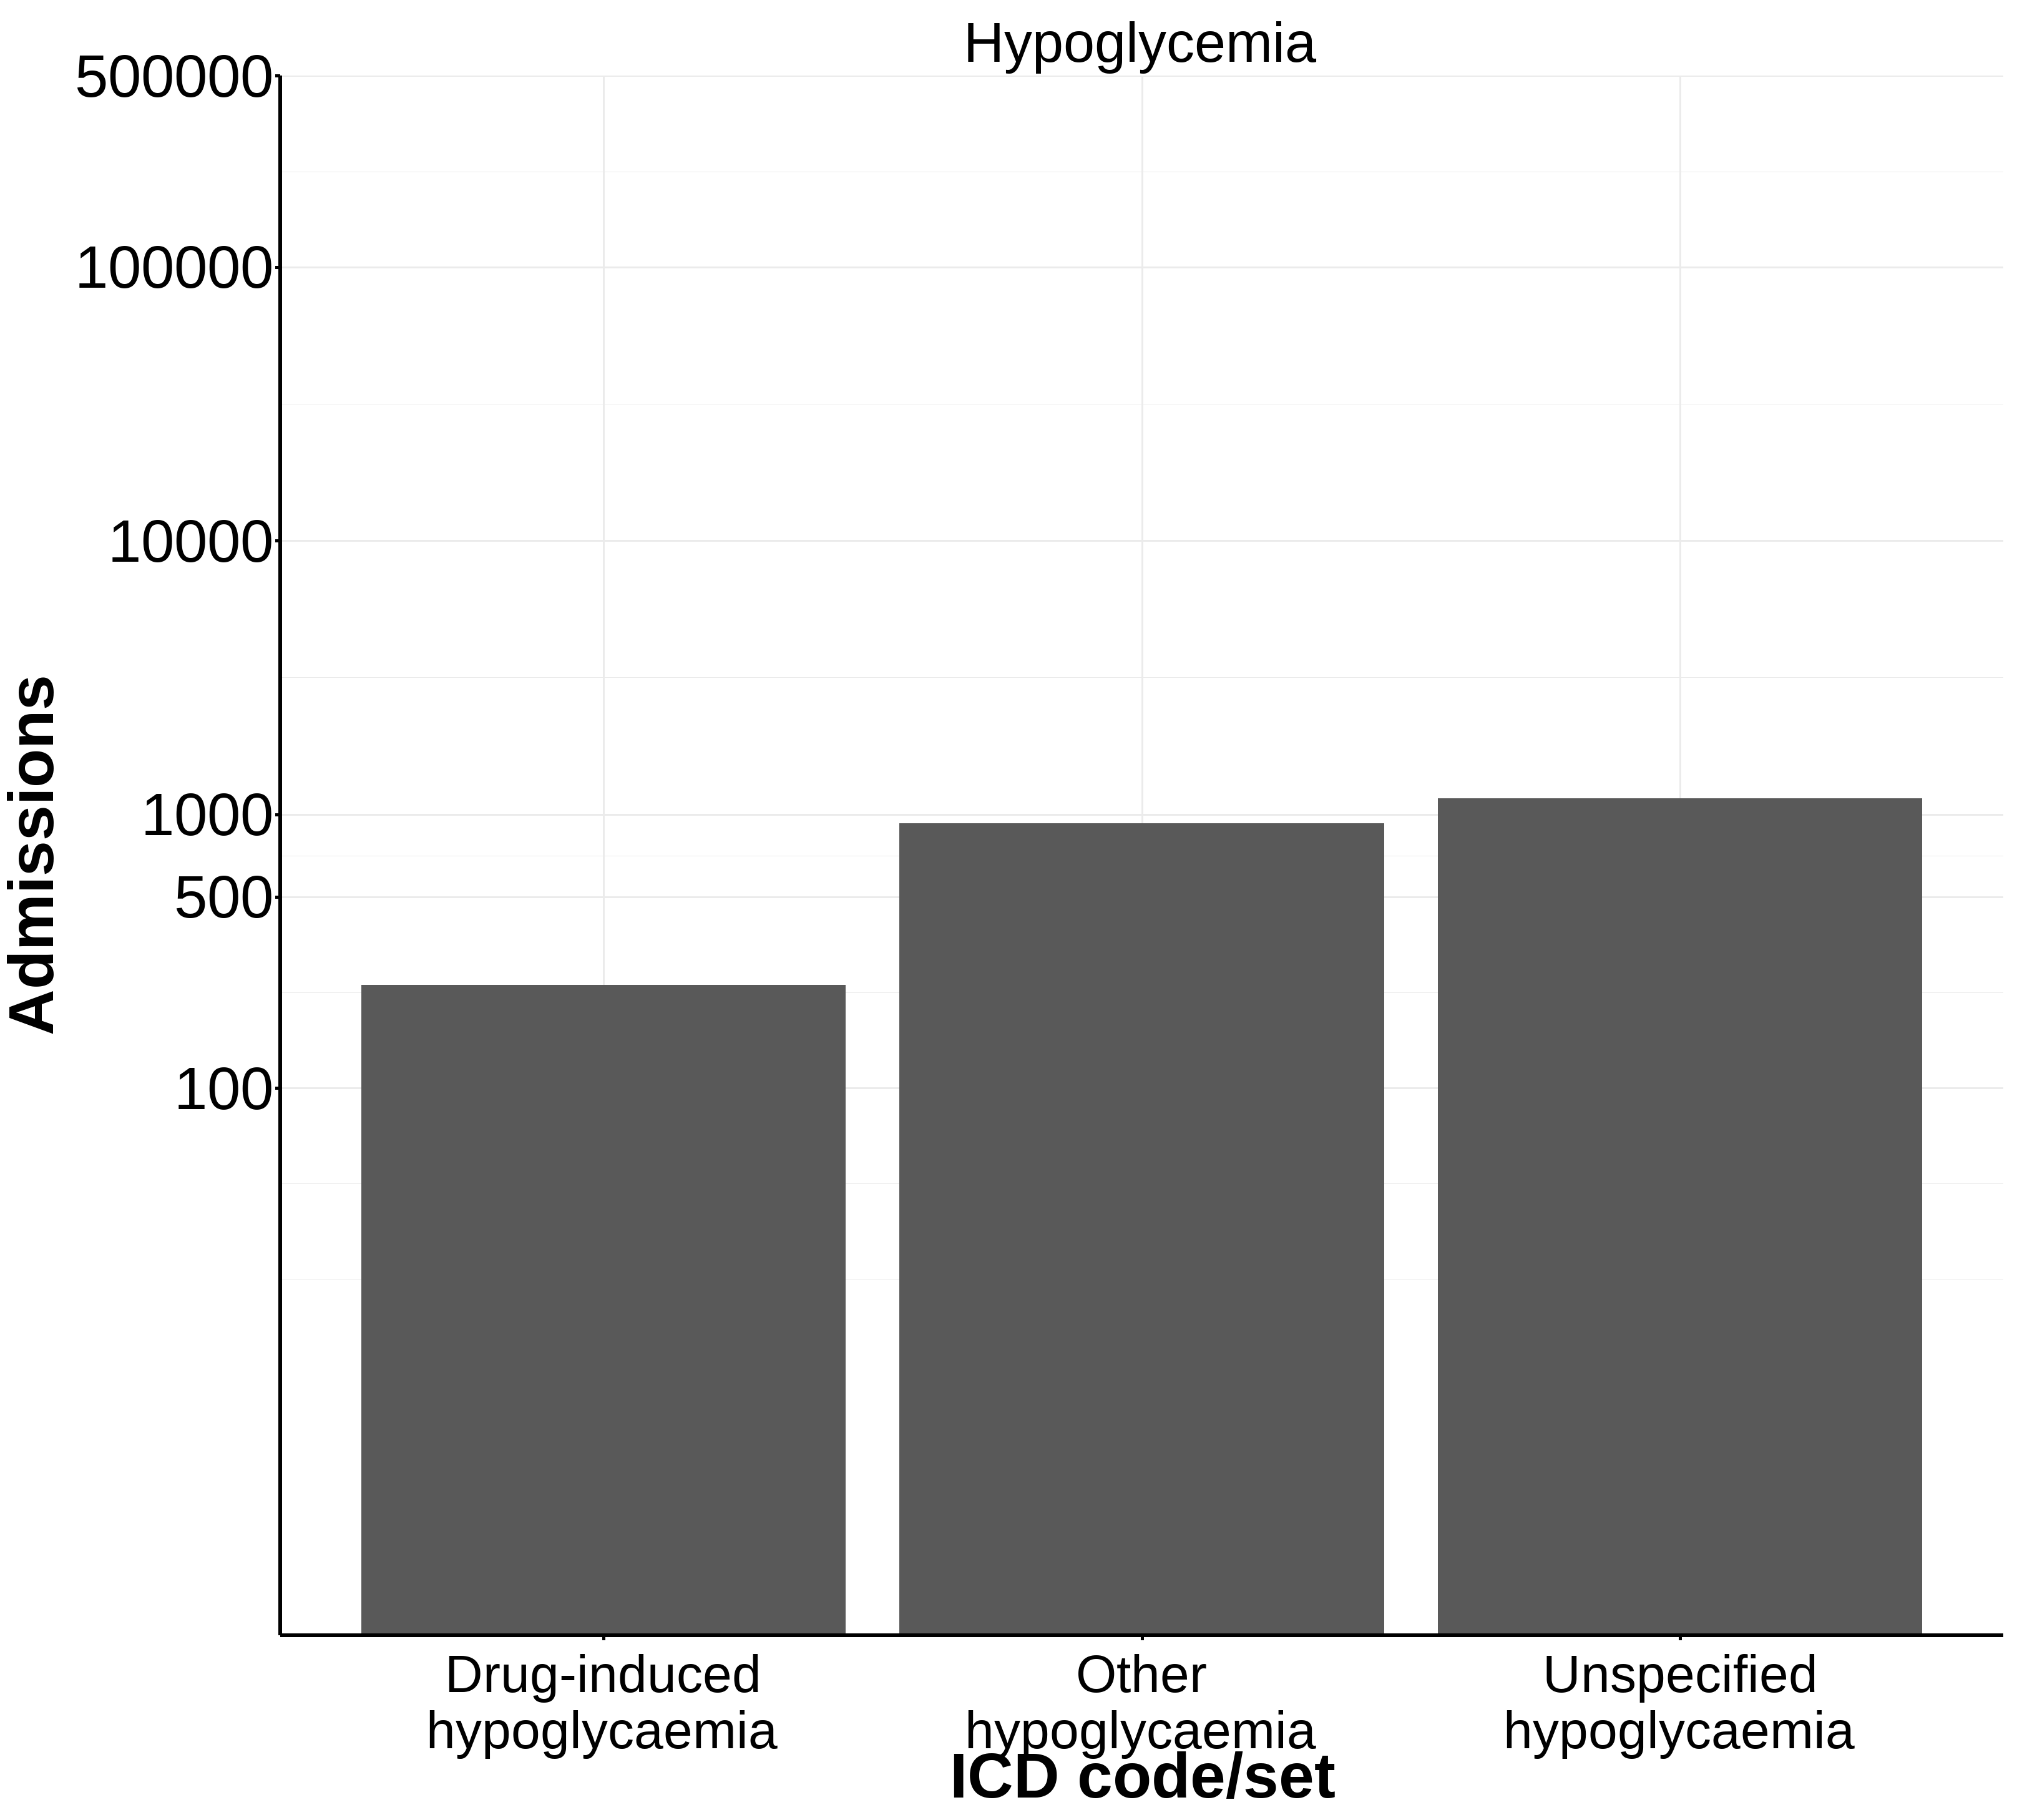 Hypoglycemia
500000
100000
10000
1000
500
100
Admissions
Drug-induced
hypoglycaemia
Other
hypoglycaemia
Unspecified
hypoglycaemia
ICD code/set